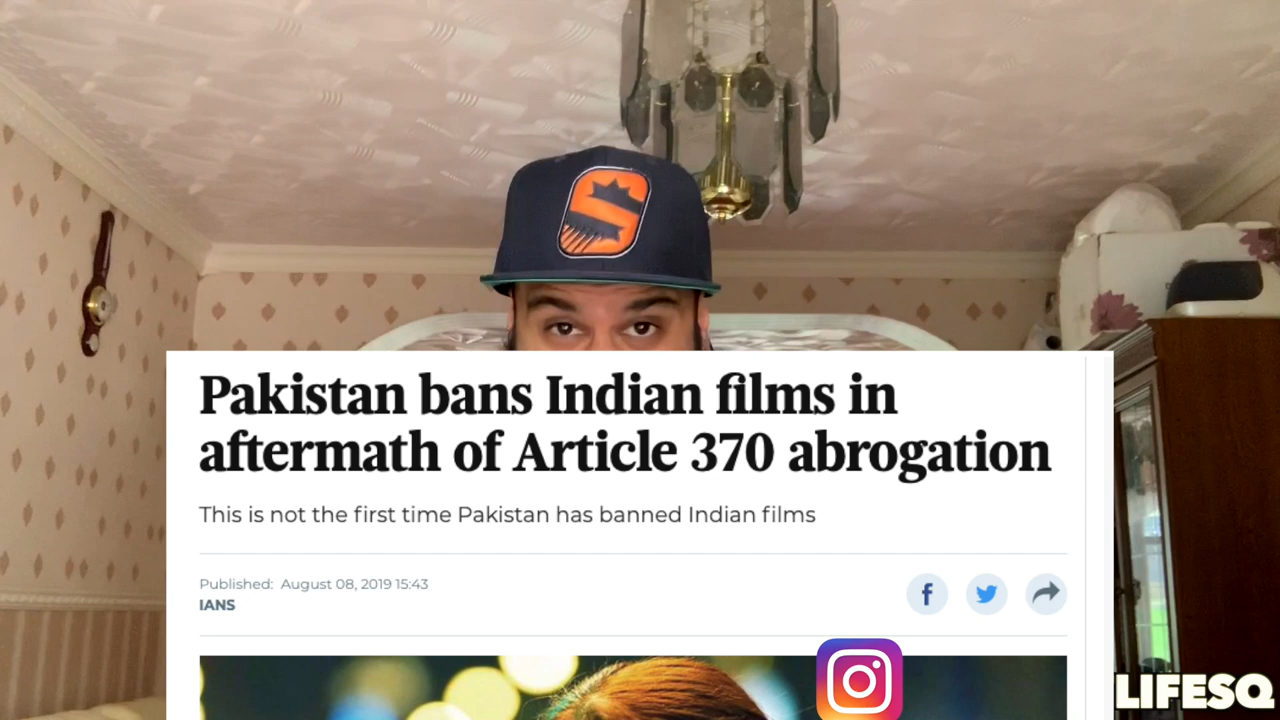 Pakistan bans Indian films in
aftermath of Article 370 abrogation
This is not the first time Pakistan has banned Indian films
Published: August 08, 2019 15:43
IANS
LIFESQ